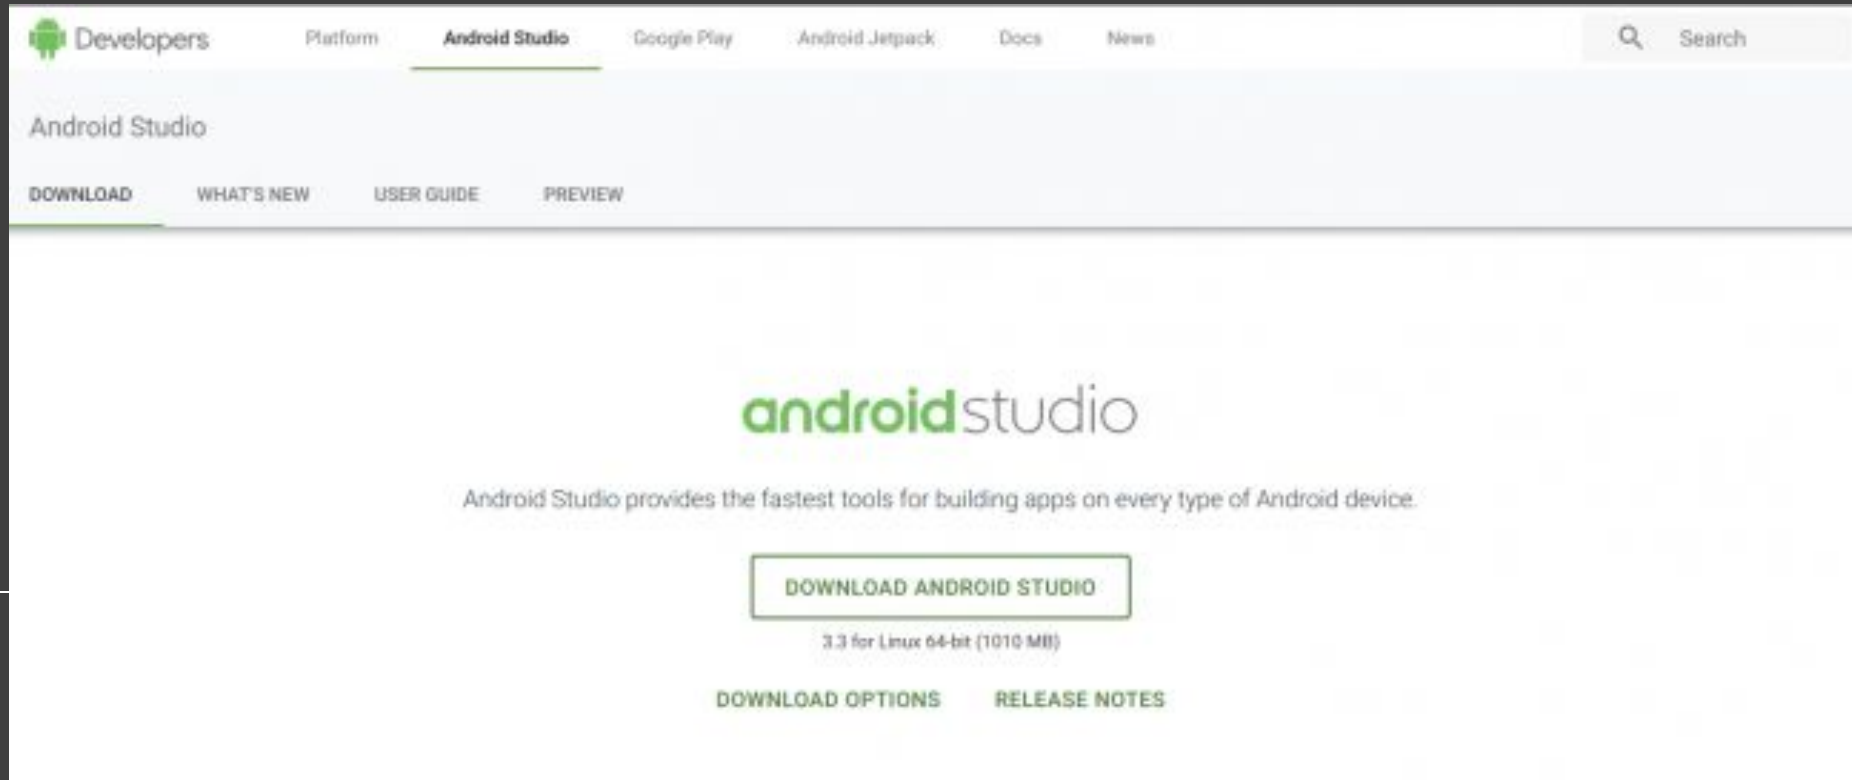 Developers Platform Android Studio Google Play Android Jetpack Docs News Search
Android Studio
DOWNLOAD WHAT'S NEW USER GUIDE PREVIEW
androidstudio
Android Studio provides the fastest tools for building apps on every type of Android device.
DOWNLOAD ANDROID STUDIO
3.3 for Linux 64-bit (1010 MB)
DOWNLOAD OPTIONS RELEASE NOTES